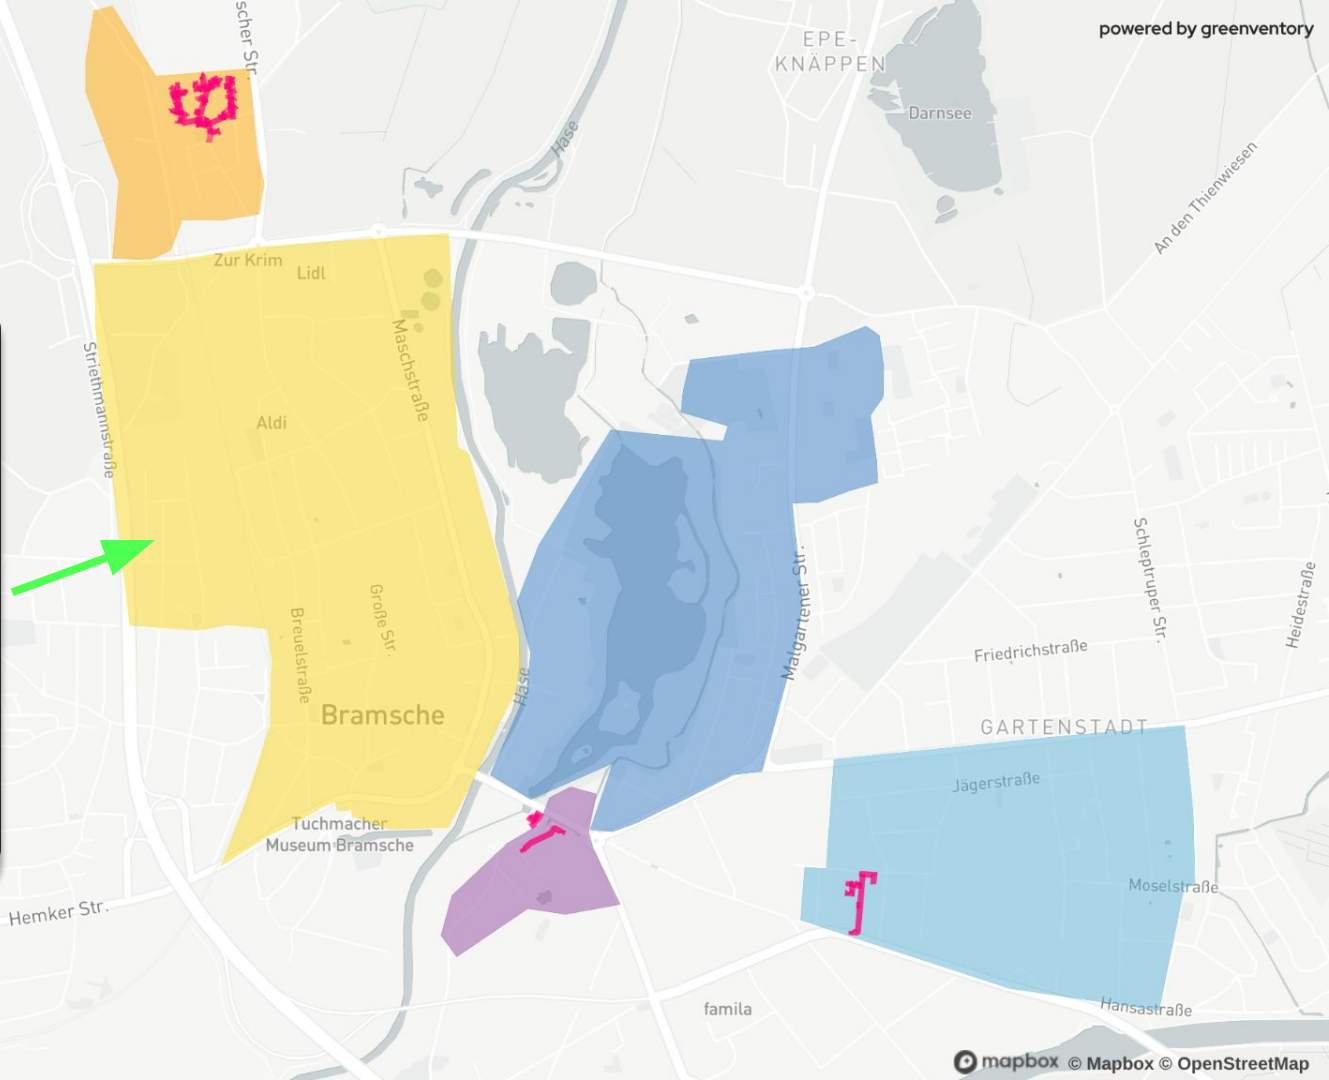 powered by greenventory
scher Str.
EPE-
KNÄPPEN
Darnsee
Hase
An den Thienwiesen
Zur Krim
Lidl
Maschstraße
Striethmannstraße
Aldi
Schleptruper Str.
Malgartener Str.
Heidestraße
Große Str.
Breuelstraße
Friedrichstraße
Hase
Bramsche
GARTENSTADT
Jägerstraße
Tuchmacher
Museum Bramsche
Moselstraße
Hemker Str.
famila
Hansastraße
mapbox © Mapbox © OpenStreetMap